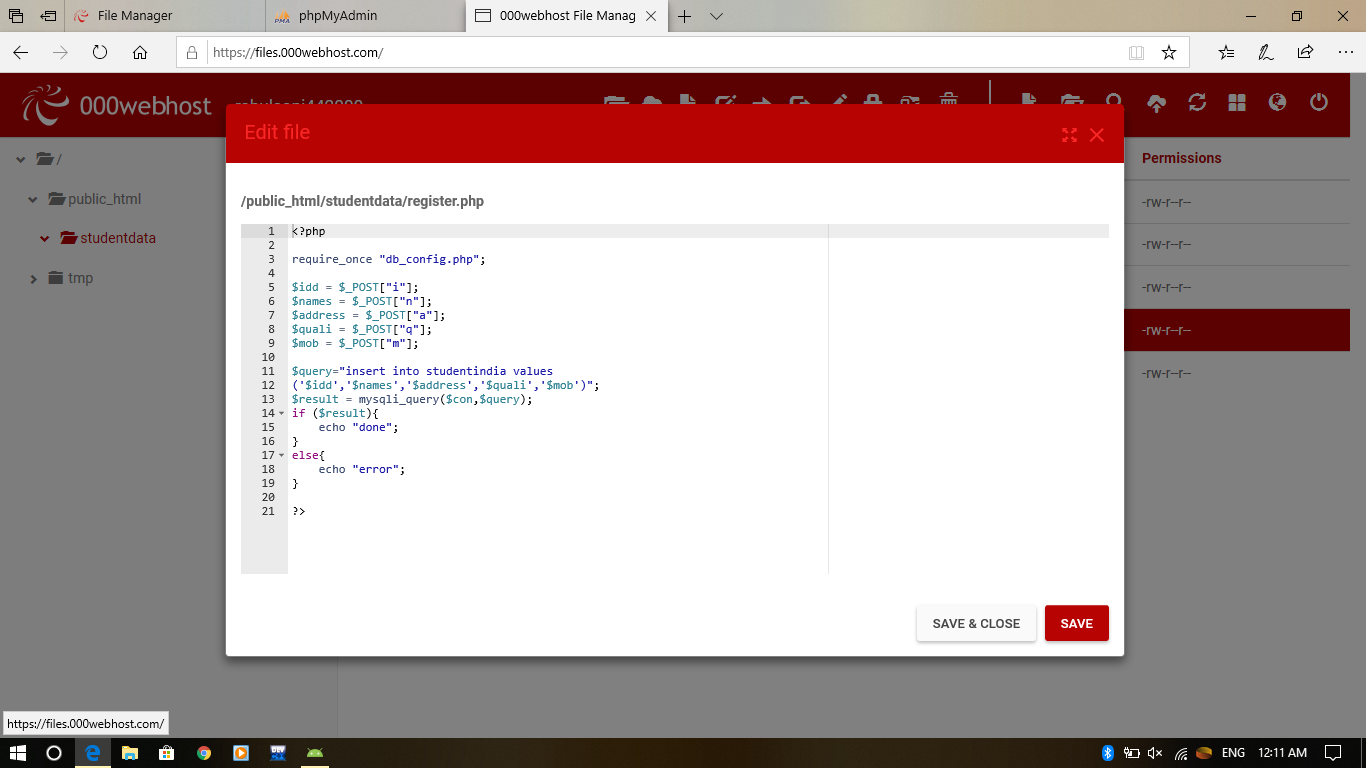 File Manager
phpMyAdmin
000webhost File Manag
https://files.000webhost.com/
000webhost
Edit file
/
public_html
studentdata
tmp
Permissions
-rw-r--r--
-rw-r--r--
-rw-r--r--
-rw-r--r--
-rw-r--r--
/public_html/studentdata/register.php
1 <?php
2
3 require_once "db_config.php";
4
5 $idd = $_POST["i"];
6 $names = $_POST["n"];
7 $address = $_POST["a"];
8 $quali = $_POST["q"];
9 $mob = $_POST["m"];
10
11 $query="insert into studentindia values
12 ('$idd','$names','$address','$quali','$mob')";
13 $result = mysqli_query($con,$query);
14 if ($result){
15 echo "done";
16 }
17 else{
18 echo "error";
19 }
20
21 ?>
SAVE & CLOSE
SAVE
https://files.000webhost.com/
ENG
12:11 AM